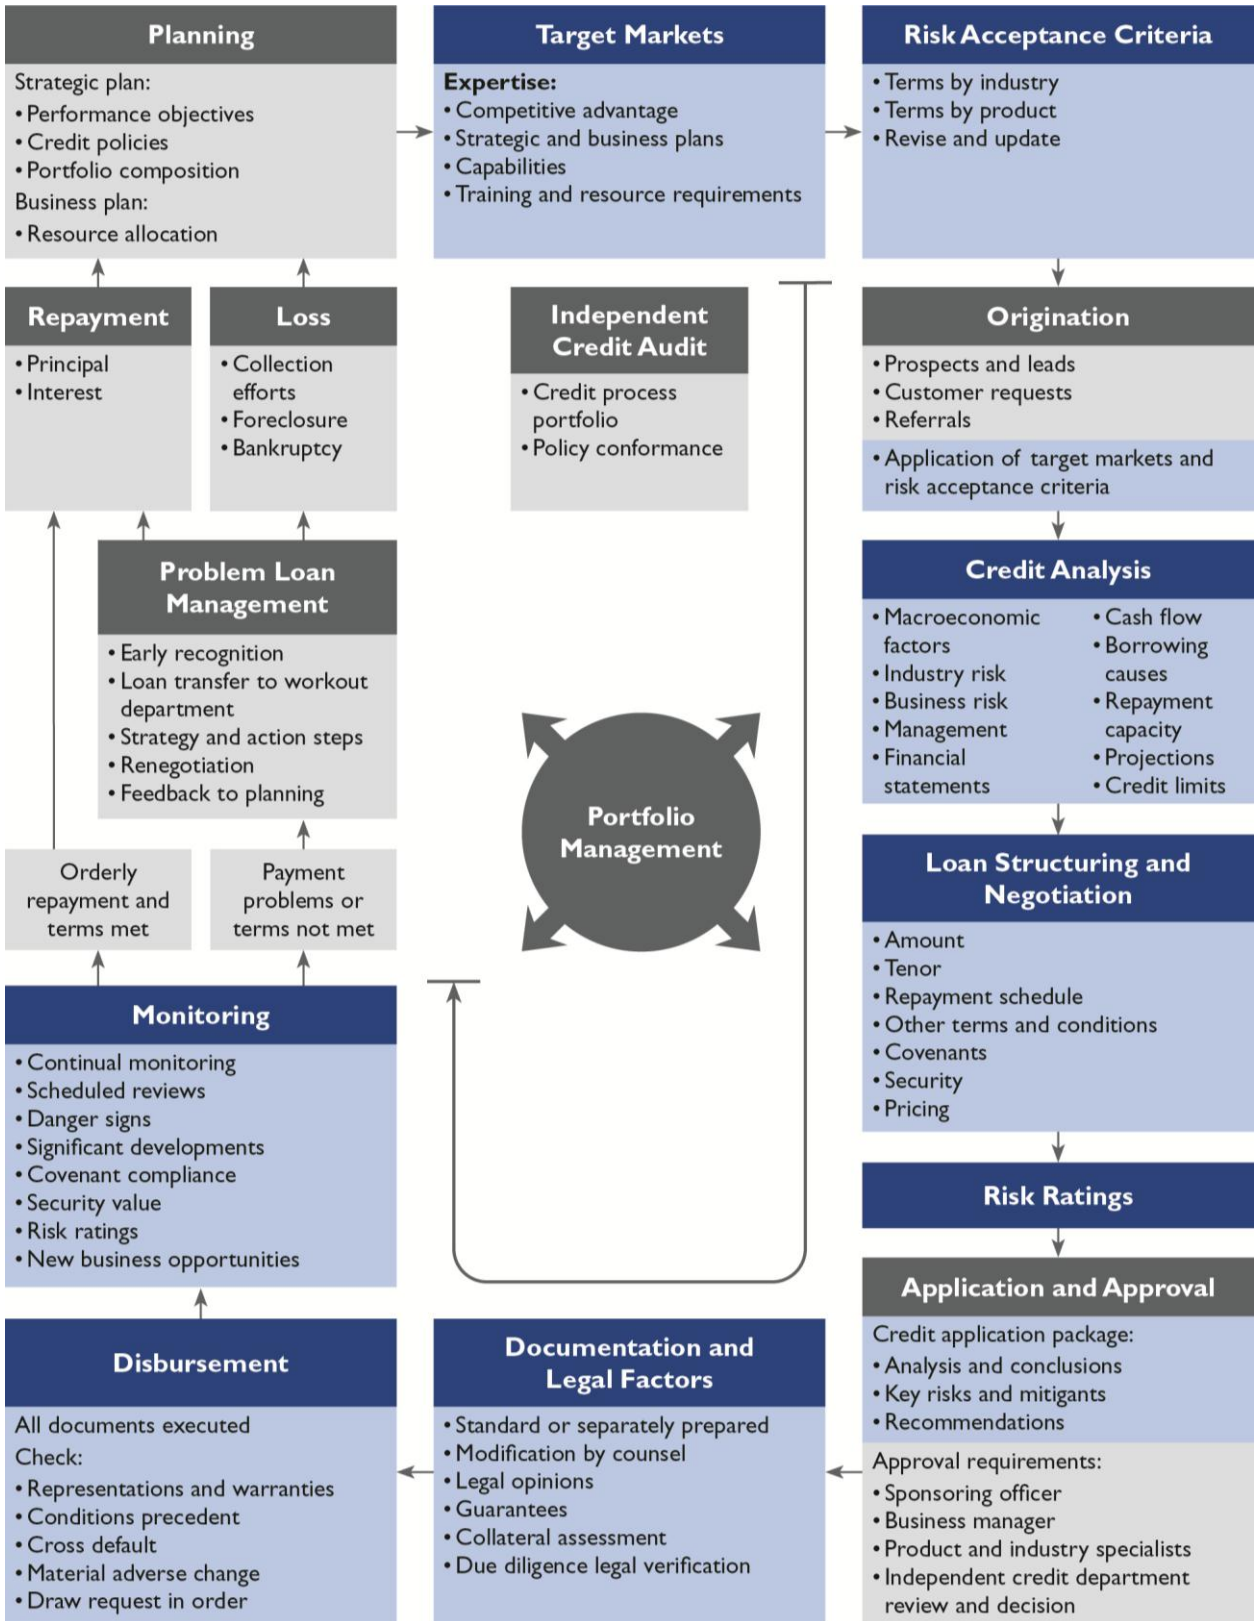 Planning
Strategic plan:
• Performance objectives
• Credit policies
• Portfolio composition
Business plan:
• Resource allocation
Target Markets
Expertise:
• Competitive advantage
• Strategic and business plans
• Capabilities
• Training and resource requirements
Risk Acceptance Criteria
• Terms by industry
• Terms by product
• Revise and update
Repayment
• Principal
• Interest
Loss
• Collection
efforts
• Foreclosure
• Bankruptcy
Independent
Credit Audit
• Credit process
portfolio
• Policy conformance
Origination
• Prospects and leads
• Customer requests
• Referrals
• Application of target markets and
risk acceptance criteria
Problem Loan
Management
• Early recognition
• Loan transfer to workout
department
• Strategy and action steps
• Renegotiation
• Feedback to planning
Credit Analysis
• Macroeconomic
factors
• Industry risk
• Business risk
• Management
• Financial
statements
• Cash flow
• Borrowing
causes
• Repayment
capacity
• Projections
• Credit limits
Portfolio
Management
Orderly
repayment and
terms met
Payment
problems or
terms not met
Loan Structuring and
Negotiation
• Amount
• Tenor
• Repayment schedule
• Other terms and conditions
• Covenants
• Security
• Pricing
Monitoring
• Continual monitoring
• Scheduled reviews
• Danger signs
• Significant developments
• Covenant compliance
• Security value
• Risk ratings
• New business opportunities
Risk Ratings
Application and Approval
Credit application package:
• Analysis and conclusions
• Key risks and mitigants
• Recommendations
Approval requirements:
• Sponsoring officer
• Business manager
• Product and industry specialists
• Independent credit department
review and decision
Documentation and
Legal Factors
• Standard or separately prepared
• Modification by counsel
• Legal opinions
• Guarantees
• Collateral assessment
• Due diligence legal verification
Disbursement
All documents executed
Check:
• Representations and warranties
• Conditions precedent
• Cross default
• Material adverse change
• Draw request in order